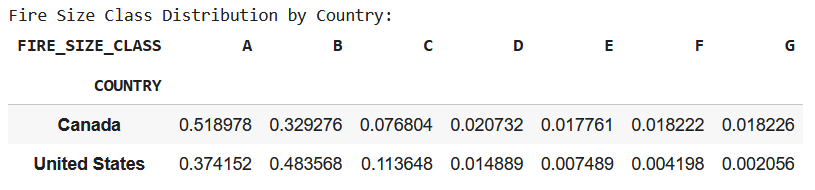 Fire Size Class Distribution by Country:
FIRE_SIZE_CLASS A B C D E F G
COUNTRY
Canada 0.518978 0.329276 0.076804 0.020732 0.017761 0.018222 0.018226
United States 0.374152 0.483568 0.113648 0.014889 0.007489 0.004198 0.002056